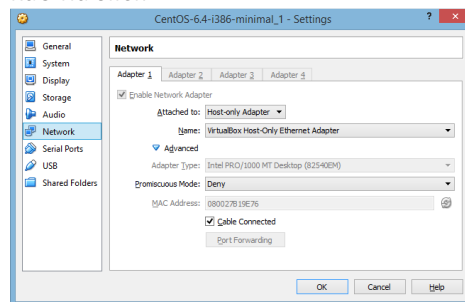 CentOS-6.4-i386-minimal_1 - Settings
?
×
General
System
Display
Storage
Audio
Network
Serial Ports
USB
Shared Folders
Network
Adapter 1 Adapter 2 Adapter 3 Adapter 4
Enable Network Adapter
Attached to: Host-only Adapter
Name: VirtualBox Host-Only Ethernet Adapter
Advanced
Adapter Type: Intel PRO/1000 MT Desktop (82540EM)
Promiscuous Mode: Deny
MAC Address: 080027B19E76
Cable Connected
Port Forwarding
OK Cancel Help